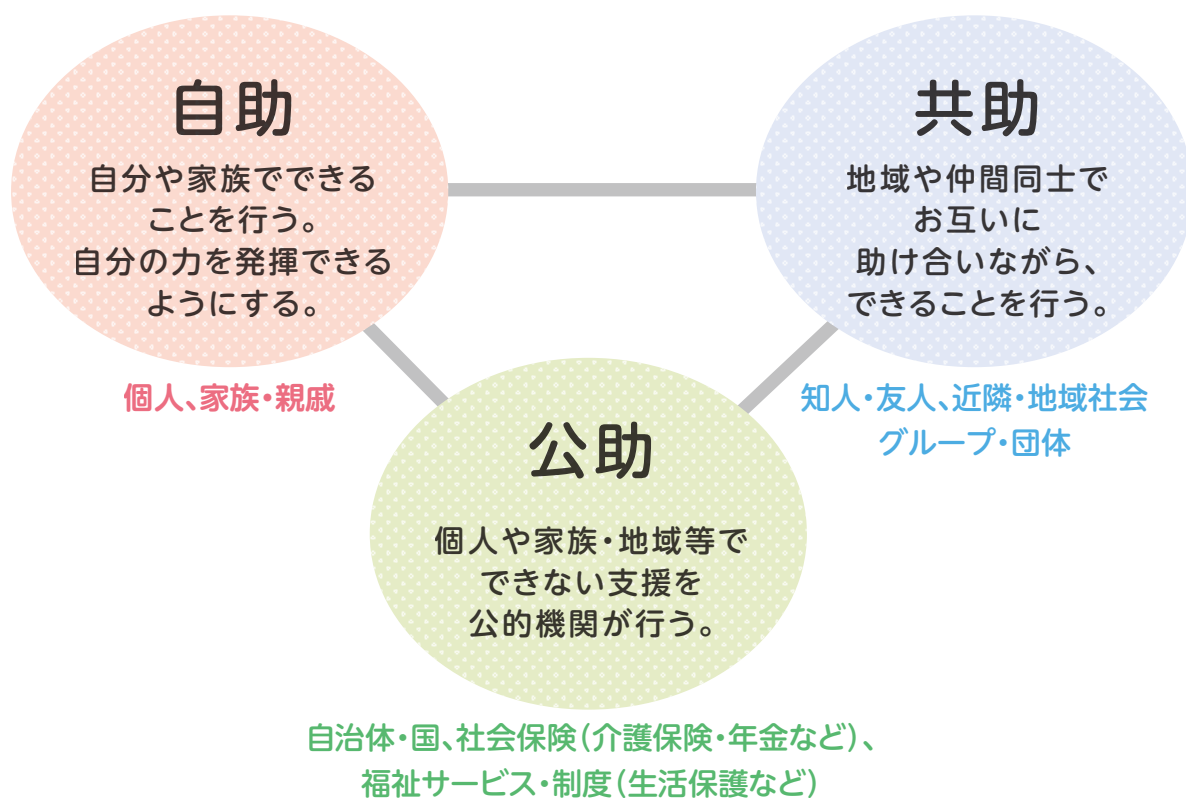 自助
自分や家族でできる
ことを行う。
自分の力を発揮できる
ようにする。
個人、家族・親戚
共助
地域や仲間同士で
お互いに
助け合いながら、
できることを行う。
知人・友人、近隣・地域社会
グループ・団体
公助
個人や家族・地域等で
できない支援を
公的機関が行う。
自治体・国、社会保険(介護保険・年金など)、
福祉サービス・制度(生活保護など)